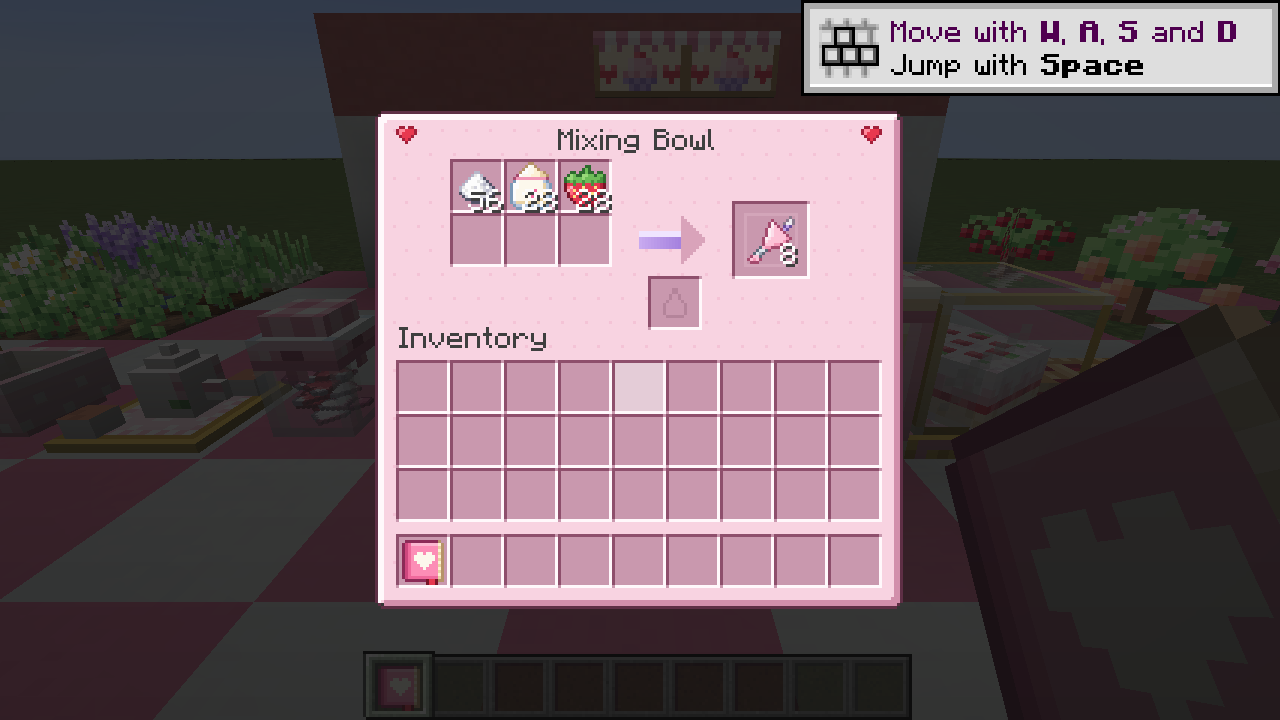 Move with W, A, S and D
Jump with Space
Mixing Bowl
56 28 28
8
Inventory